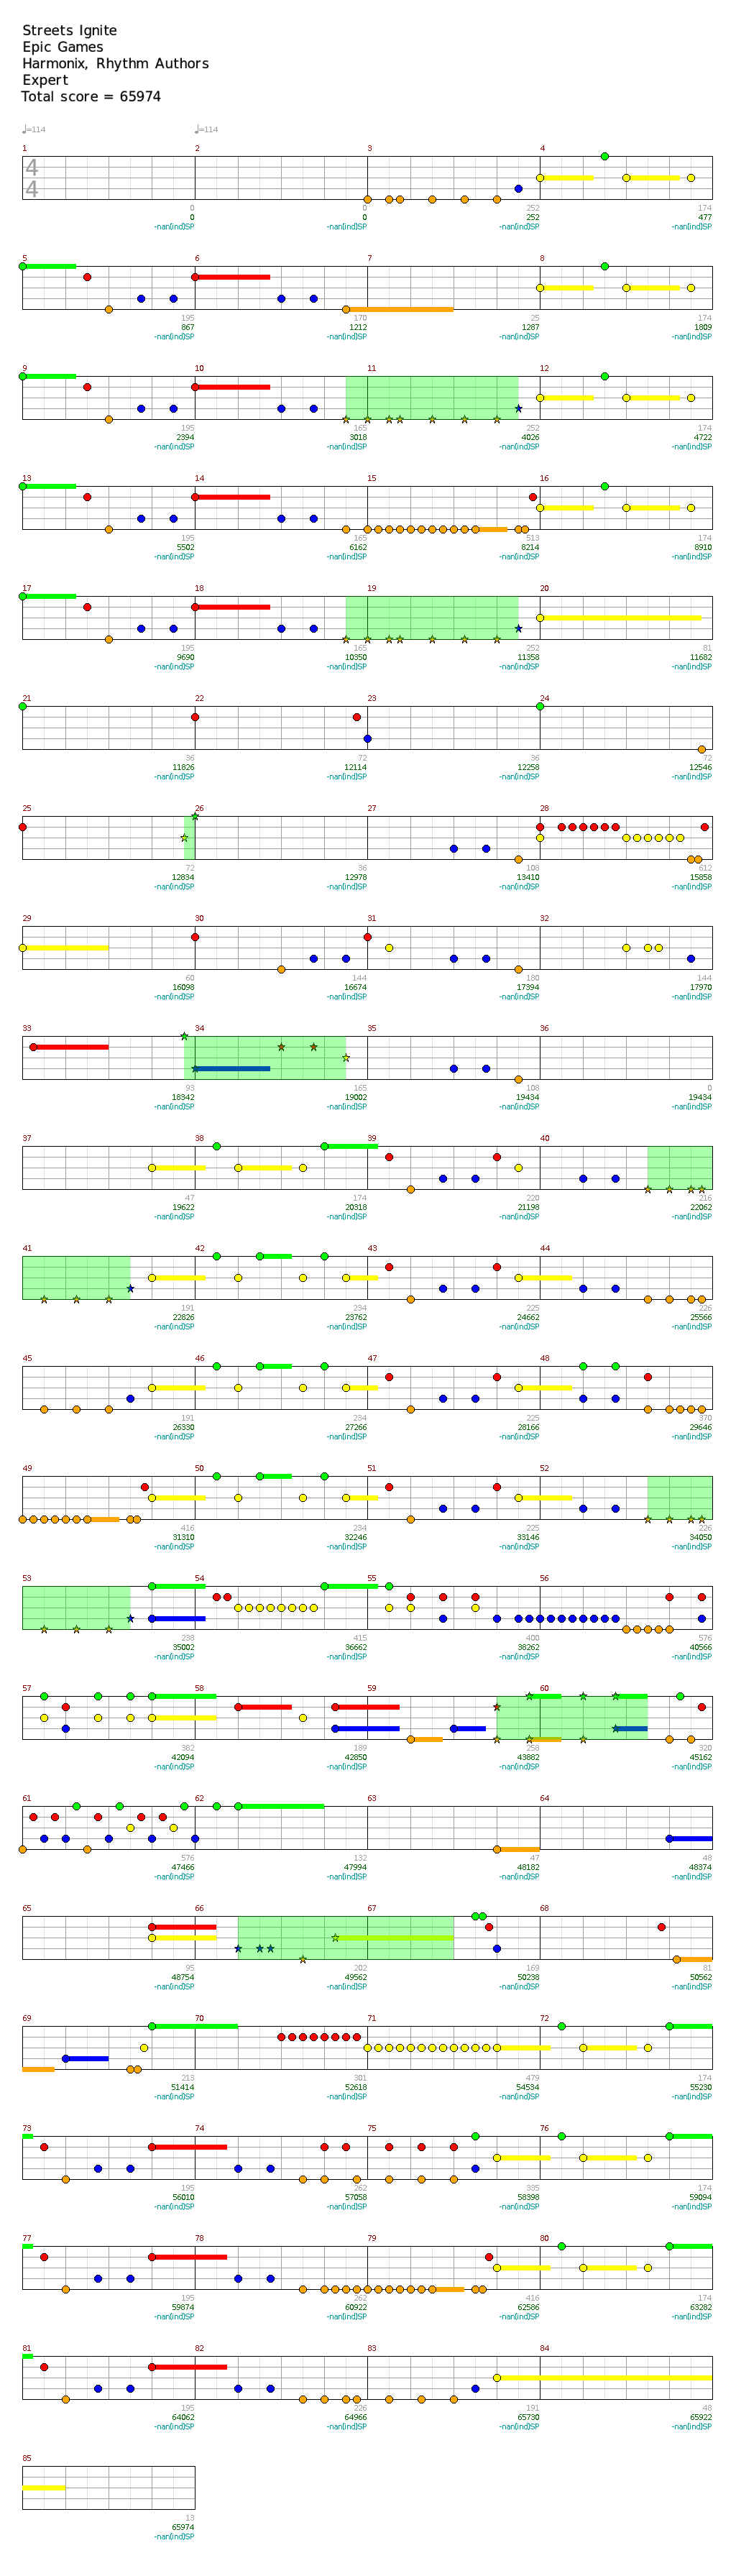 Streets Ignite
Epic Games
Harmonix, Rhythm Authors
Expert
Total score = 65974
♩=114 ♩=114
1 2 3 4
4
4
0 0 252 174
0 0 252 477
-nan(ind)SP -nan(ind)SP -nan(ind)SP -nan(ind)SP
5 6 7 8
195 170 25 174
867 1212 1287 1809
-nan(ind)SP -nan(ind)SP -nan(ind)SP -nan(ind)SP
9 10 11 12
195 165 252 174
2394 3018 4026 4722
-nan(ind)SP -nan(ind)SP -nan(ind)SP -nan(ind)SP
13 14 15 16
195 165 513 174
5502 6162 8214 8910
-nan(ind)SP -nan(ind)SP -nan(ind)SP -nan(ind)SP
17 18 19 20
195 165 252 81
9690 10350 11358 11682
-nan(ind)SP -nan(ind)SP -nan(ind)SP -nan(ind)SP
21 22 23 24
36 72 36 72
11826 12114 12258 12546
-nan(ind)SP -nan(ind)SP -nan(ind)SP -nan(ind)SP
25 26 27 28
72 36 108 612
12834 12978 13410 15858
-nan(ind)SP -nan(ind)SP -nan(ind)SP -nan(ind)SP
29 30 31 32
60 144 180 144
16098 16674 17394 17970
-nan(ind)SP -nan(ind)SP -nan(ind)SP -nan(ind)SP
33 34 35 36
93 165 108 0
18342 19002 19434 19434
-nan(ind)SP -nan(ind)SP -nan(ind)SP -nan(ind)SP
37 38 39 40
47 174 220 216
19622 20318 21198 22062
-nan(ind)SP -nan(ind)SP -nan(ind)SP -nan(ind)SP
41 42 43 44
191 234 225 226
22826 23762 24662 25566
-nan(ind)SP -nan(ind)SP -nan(ind)SP -nan(ind)SP
45 46 47 48
191 234 225 370
26330 27266 28166 29646
-nan(ind)SP -nan(ind)SP -nan(ind)SP -nan(ind)SP
49 50 51 52
416 234 225 226
31310 32246 33146 34050
-nan(ind)SP -nan(ind)SP -nan(ind)SP -nan(ind)SP
53 54 55 56
238 415 400 576
35002 36662 38262 40566
-nan(ind)SP -nan(ind)SP -nan(ind)SP -nan(ind)SP
57 58 59 60
382 189 258 320
42094 42850 43882 45162
-nan(ind)SP -nan(ind)SP -nan(ind)SP -nan(ind)SP
61 62 63 64
576 132 47 48
47466 47994 48182 48374
-nan(ind)SP -nan(ind)SP -nan(ind)SP -nan(ind)SP
65 66 67 68
95 202 169 81
48754 49562 50238 50562
-nan(ind)SP -nan(ind)SP -nan(ind)SP -nan(ind)SP
69 70 71 72
213 301 479 174
51414 52618 54534 55230
-nan(ind)SP -nan(ind)SP -nan(ind)SP -nan(ind)SP
73 74 75 76
195 262 335 174
56010 57058 58398 59094
-nan(ind)SP -nan(ind)SP -nan(ind)SP -nan(ind)SP
77 78 79 80
195 262 416 174
59874 60922 62586 63282
-nan(ind)SP -nan(ind)SP -nan(ind)SP -nan(ind)SP
81 82 83 84
195 226 191 48
64062 64966 65730 65922
-nan(ind)SP -nan(ind)SP -nan(ind)SP -nan(ind)SP
85
13
65974
-nan(ind)SP